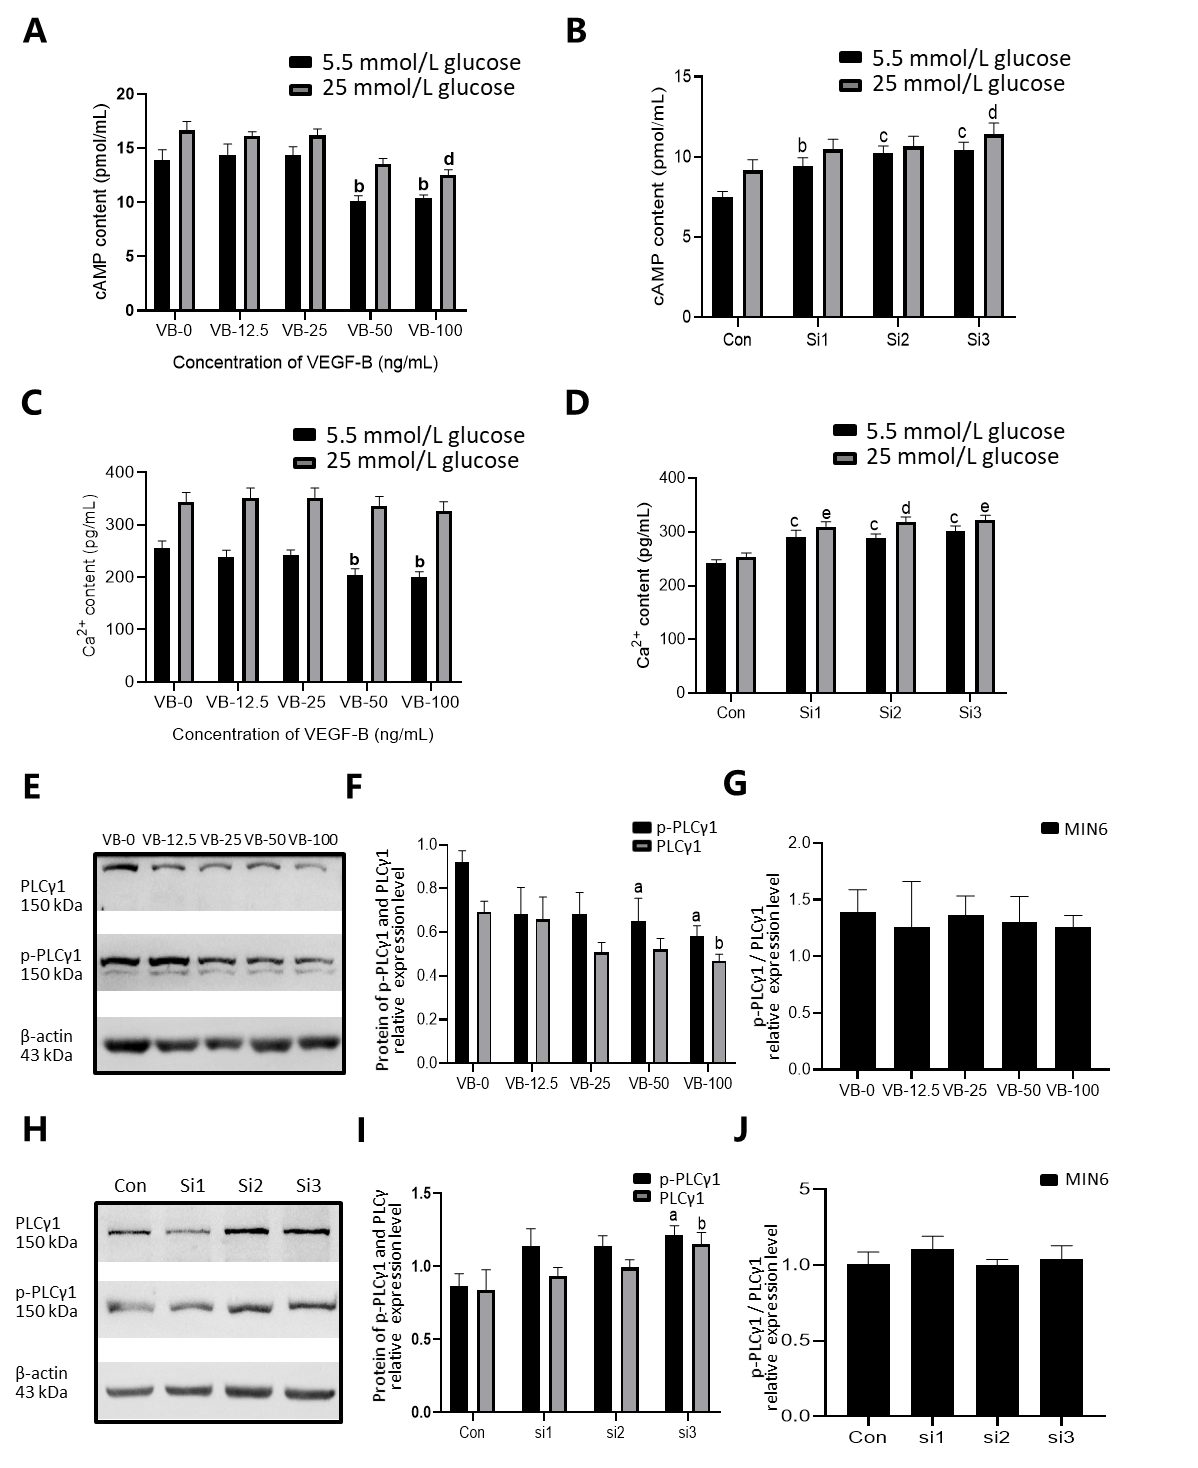 A
5.5 mmol/L glucose
25 mmol/L glucose
cAMP content (pmol/mL)
20
15
10
5
0
b
b
d
VB-0 VB-12.5 VB-25 VB-50 VB-100
Concentration of VEGF-B (ng/mL)
B
5.5 mmol/L glucose
25 mmol/L glucose
cAMP content (pmol/mL)
15
10
5
0
b
c
c
d
Con Si1 Si2 Si3
C
5.5 mmol/L glucose
25 mmol/L glucose
Ca2+ content (pg/mL)
400
300
200
100
0
b
b
VB-0 VB-12.5 VB-25 VB-50 VB-100
Concentration of VEGF-B (ng/mL)
D
5.5 mmol/L glucose
25 mmol/L glucose
Ca2+ content (pg/mL)
400
300
200
100
0
c
e
c
d
c
e
Con Si1 Si2 Si3
E
VB-0 VB-12.5 VB-25 VB-50 VB-100
PLCγ1
150 kDa
p-PLCγ1
150 kDa
β-actin
43 kDa
F
p-PLCγ1
PLCγ1
Protein of p-PLCγ1 and PLCγ1
relative expression level
1.0
0.8
0.6
0.4
0.2
0.0
a
a
b
VB-0 VB-12.5 VB-25 VB-50 VB-100
G
MIN6
p-PLCγ1 / PLCγ1
relative expression level
2.0
1.5
1.0
0.5
0.0
VB-0 VB-12.5 VB-25 VB-50 VB-100
H
Con Si1 Si2 Si3
PLCγ1
150 kDa
p-PLCγ1
150 kDa
β-actin
43 kDa
I
p-PLCγ1
PLCγ1
Protein of p-PLCγ1 and PLCγ
relative expression level
1.5
1.0
0.5
0.0
a
b
Con si1 si2 si3
J
MIN6
p-PLCγ1 / PLCγ1
relative expression level
5
1.0
0.5
0.0
Con si1 si2 si3